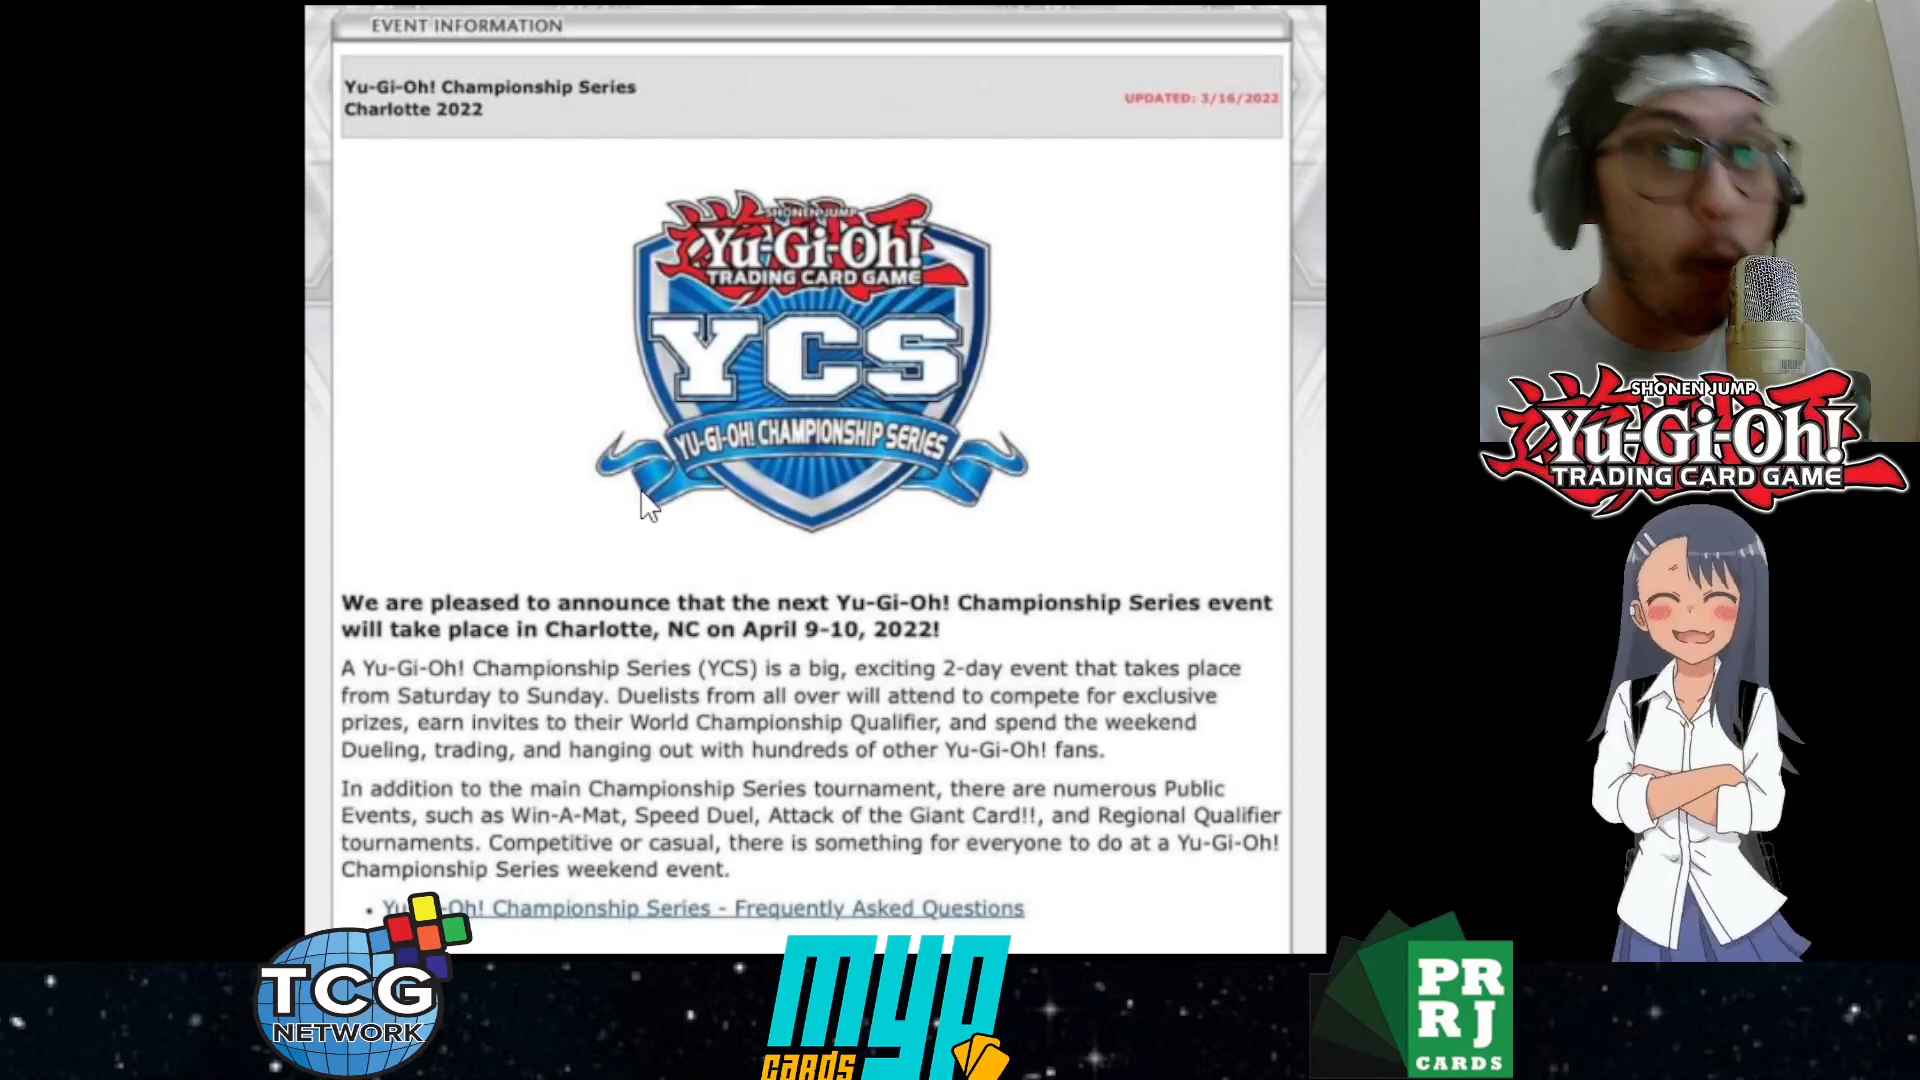 EVENT INFORMATION
Yu-Gi-Oh! Championship Series
Charlotte 2022
UPDATED: 3/16/2022
SHONEN JUMP
Yu-Gi-Oh!
TRADING CARD GAME
YCS
YU-GI-OH! CHAMPIONSHIP SERIES
We are pleased to announce that the next Yu-Gi-Oh! Championship Series event
will take place in Charlotte, NC on April 9-10, 2022!
A Yu-Gi-Oh! Championship Series (YCS) is a big, exciting 2-day event that takes place
from Saturday to Sunday. Duelists from all over will attend to compete for exclusive
prizes, earn invites to their World Championship Qualifier, and spend the weekend
Dueling, trading, and hanging out with hundreds of other Yu-Gi-Oh! fans.
In addition to the main Championship Series tournament, there are numerous Public
Events, such as Win-A-Mat, Speed Duel, Attack of the Giant Card!!, and Regional Qualifier
tournaments. Competitive or casual, there is something for everyone to do at a Yu-Gi-Oh!
Championship Series weekend event.
Oh! Championship Series - Frequently Asked Questions
SHONEN JUMP
Yu-Gi-Oh!
TRADING CARD GAME
TCG
NETWORK
myp
cards
PR
RJ
CARDS